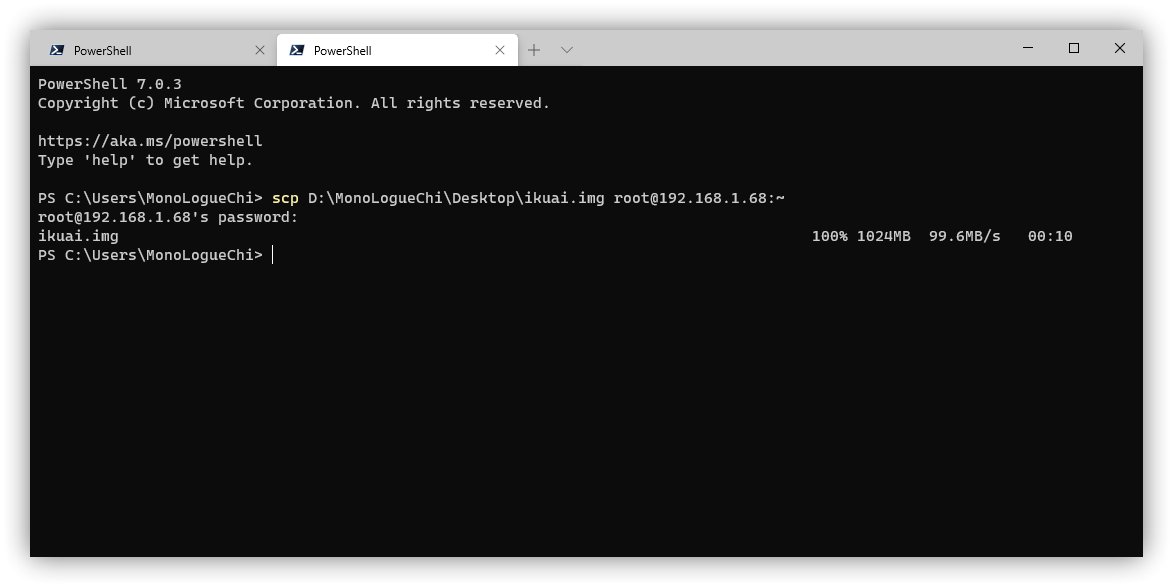 PowerShell
PowerShell
PowerShell 7.0.3
Copyright (c) Microsoft Corporation. All rights reserved.
https://aka.ms/powershell
Type 'help' to get help.
PS C:\Users\MonoLogueChi> scp D:\MonoLogueChi\Desktop\ikuai.img root@192.168.1.68:~
root@192.168.1.68's password:
ikuai.img 100% 1024MB 99.6MB/s 00:10
PS C:\Users\MonoLogueChi>